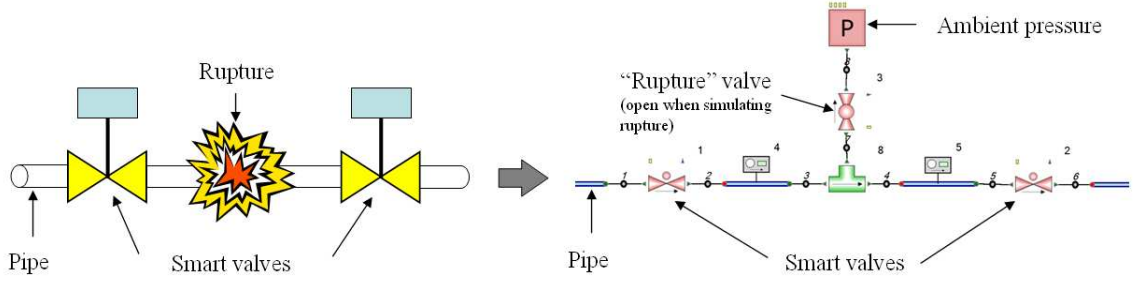 Rupture
Pipe
Smart valves
P
Ambient pressure
8
“Rupture” valve
(open when simulating
rupture)
3
7
1
4
8
5
2
1
2
3
4
5
6
Pipe
Smart valves